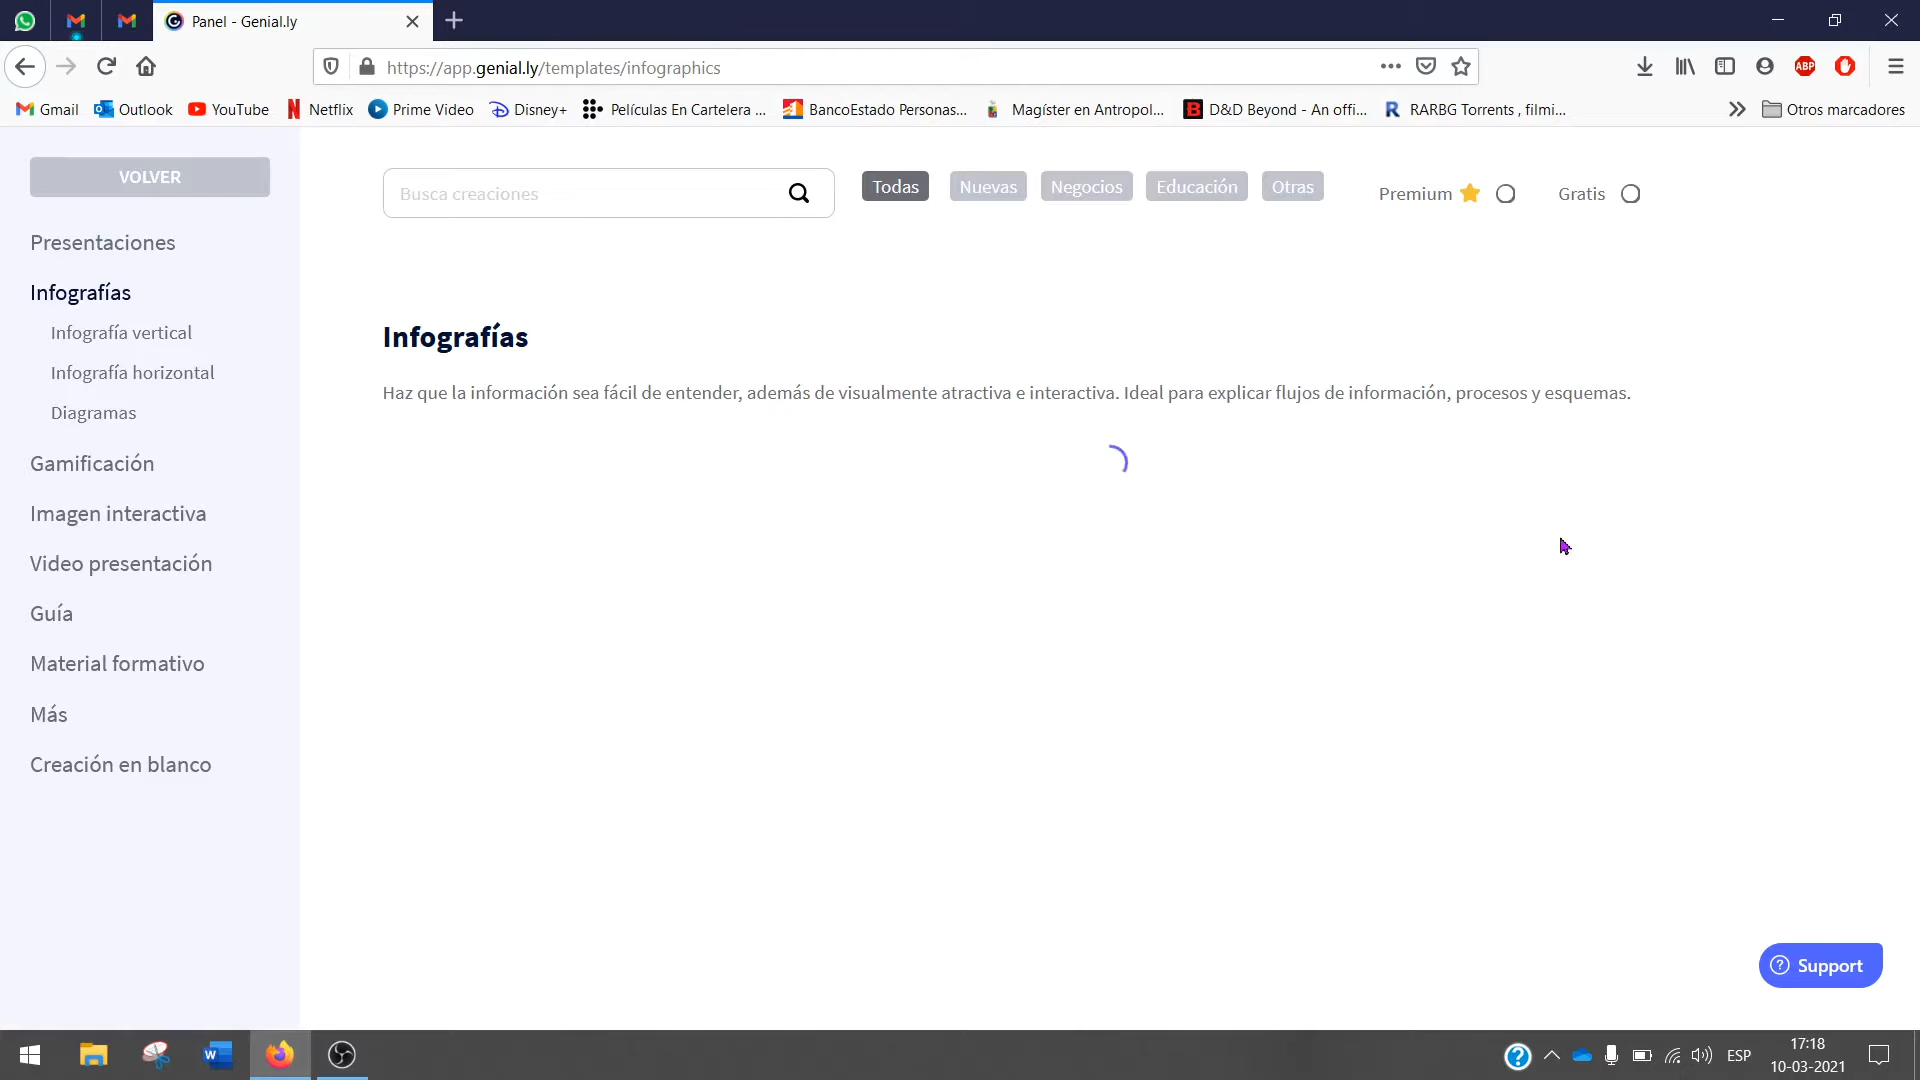 Panel - Genial.ly
https://app.genial.ly/templates/infographics
Gmail Outlook YouTube Netflix Prime Video Disney+ Películas En Cartelera ... BancoEstado Personas... Magíster en Antropol... D&D Beyond - An offi... RARBG Torrents , filmi... Otros marcadores
ABP
VOLVER
Presentaciones
Infografías
Infografía vertical
Infografía horizontal
Diagramas
Gamificación
Imagen interactiva
Video presentación
Guía
Material formativo
Más
Creación en blanco
Busca creaciones
Todas Nuevas Negocios Educación Otras Premium Gratis
Infografías
Haz que la información sea fácil de entender, además de visualmente atractiva e interactiva. Ideal para explicar flujos de información, procesos y esquemas.
? Support
ESP
17:18
10-03-2021